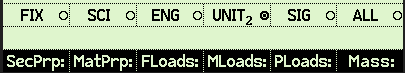 FIX SCI ENG UNIT₂ SIG ALL
SecPrp: MatPrp: FLoads: MLoads: PLoads: Mass: